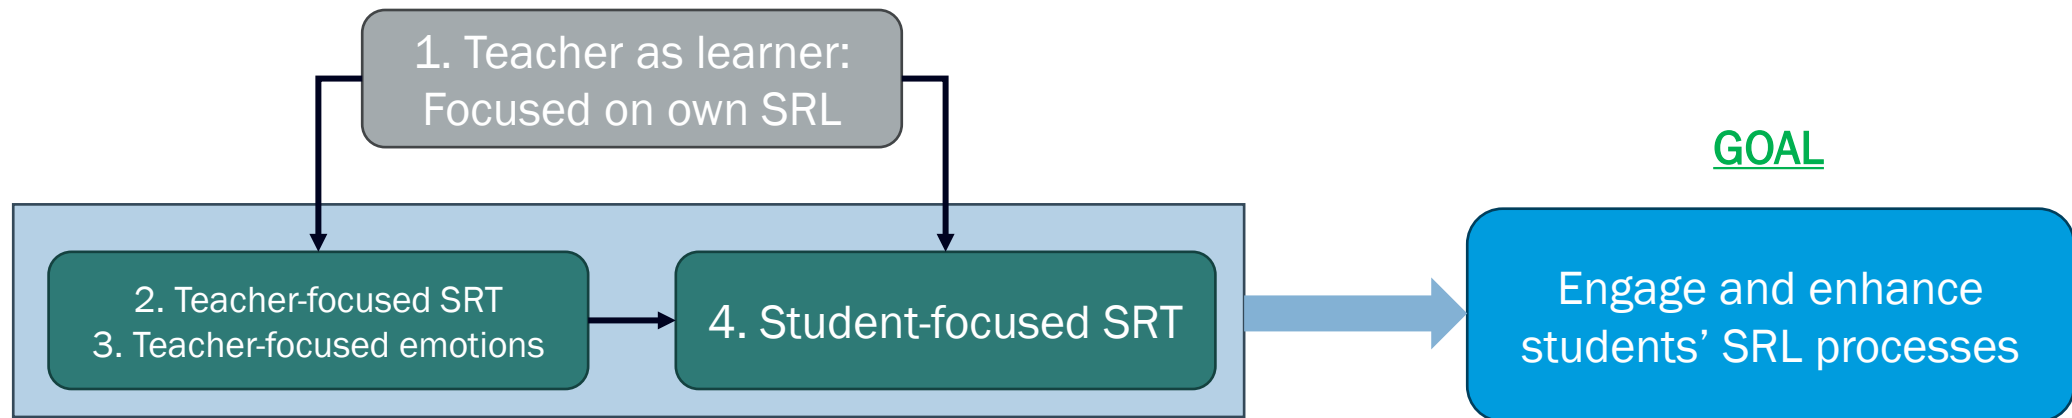 1. Teacher as learner:
Focused on own SRL
GOAL
2. Teacher-focused SRT
3. Teacher-focused emotions
4. Student-focused SRT
Engage and enhance
students’ SRL processes